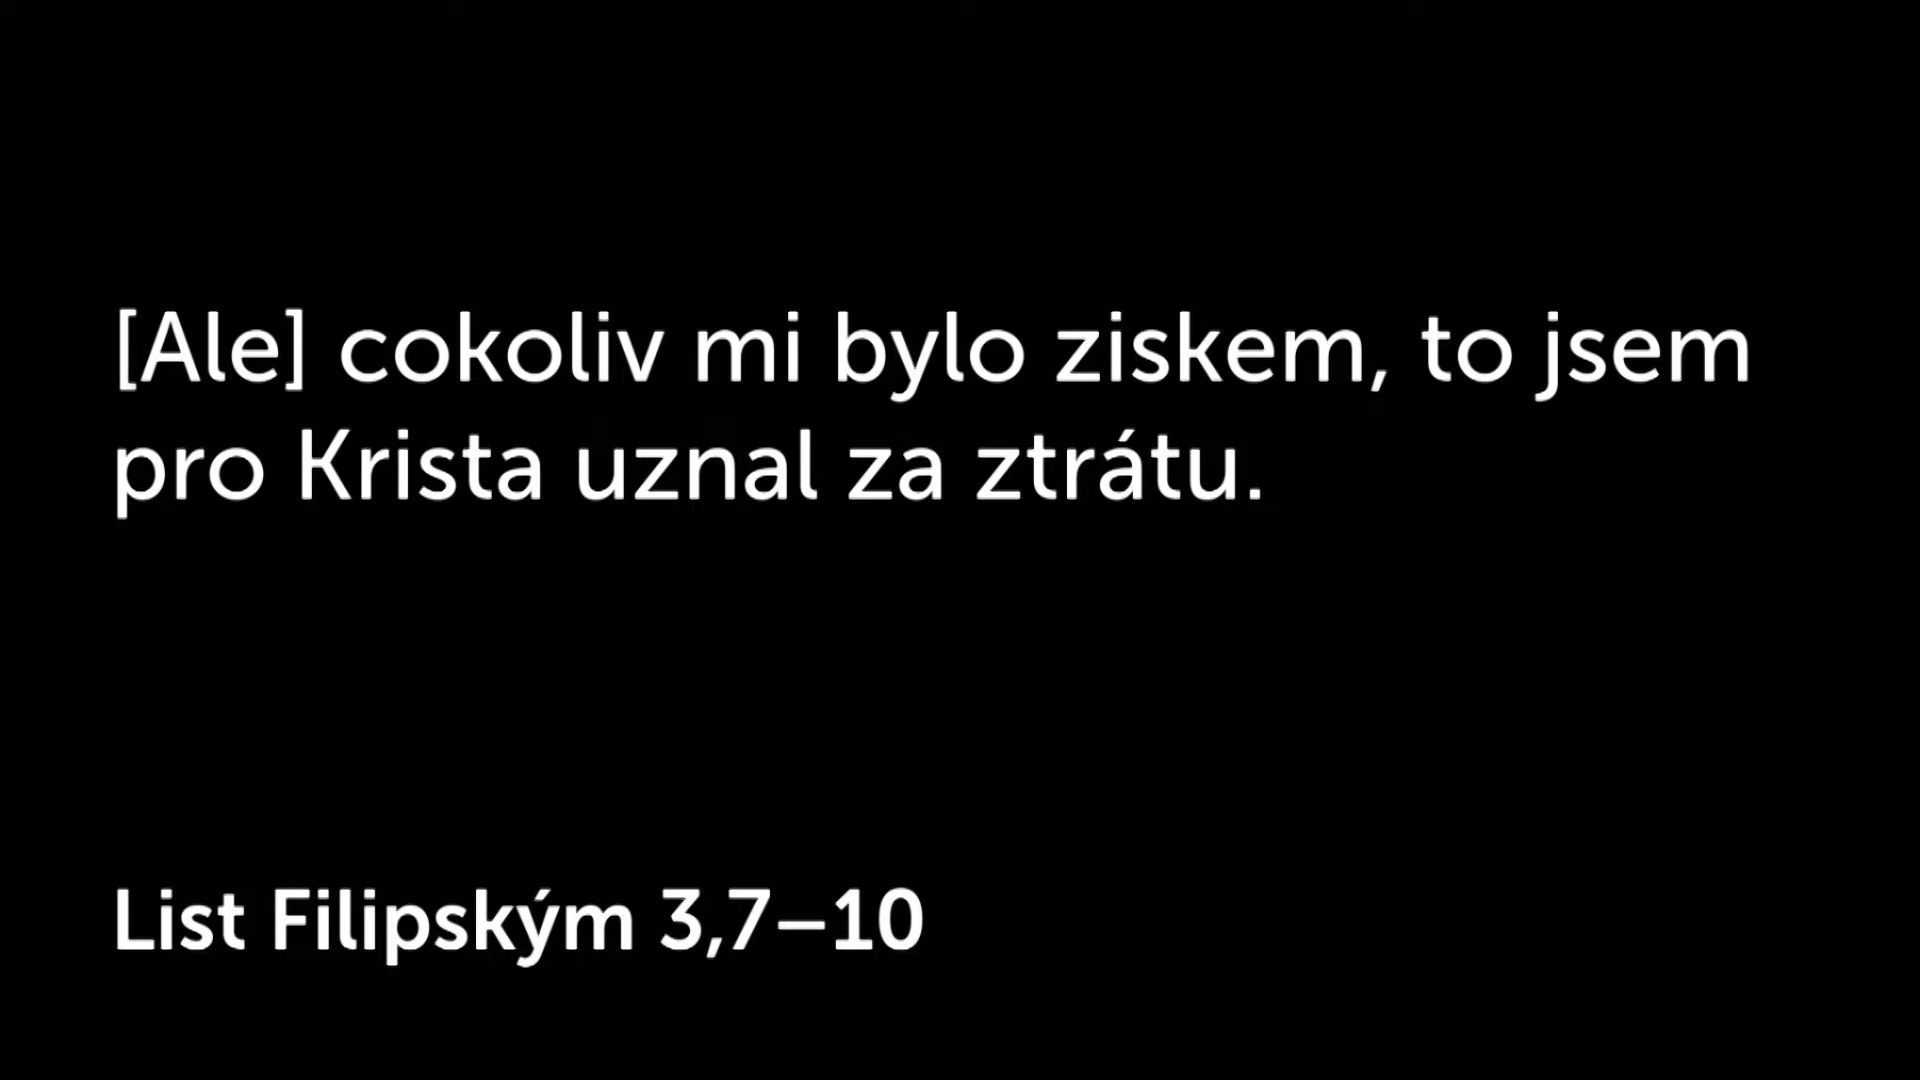 [Ale] cokoliv mi bylo ziskem, to jsem
pro Krista uznal za ztrátu.
List Filipským 3,7–10